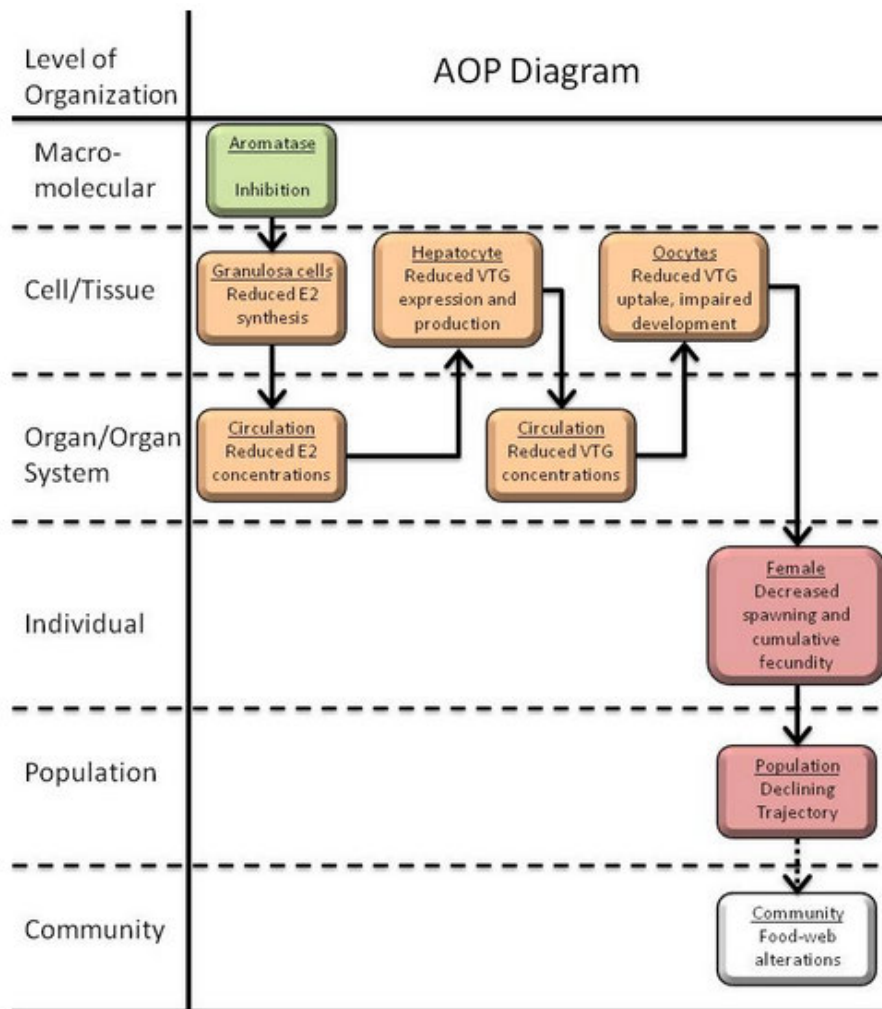 Level of
Organization
AOP Diagram
Macro-
molecular
Aromatase
Inhibition
Cell/Tissue
Granulosa cells
Reduced E2
synthesis
Hepatocyte
Reduced VTG
expression and
production
Oocytes
Reduced VTG
uptake, impaired
development
Organ/Organ
System
Circulation
Reduced E2
concentrations
Circulation
Reduced VTG
concentrations
Individual
Female
Decreased
spawning and
cumulative
fecundity
Population
Population
Declining
Trajectory
Community
Community
Food-web
alterations